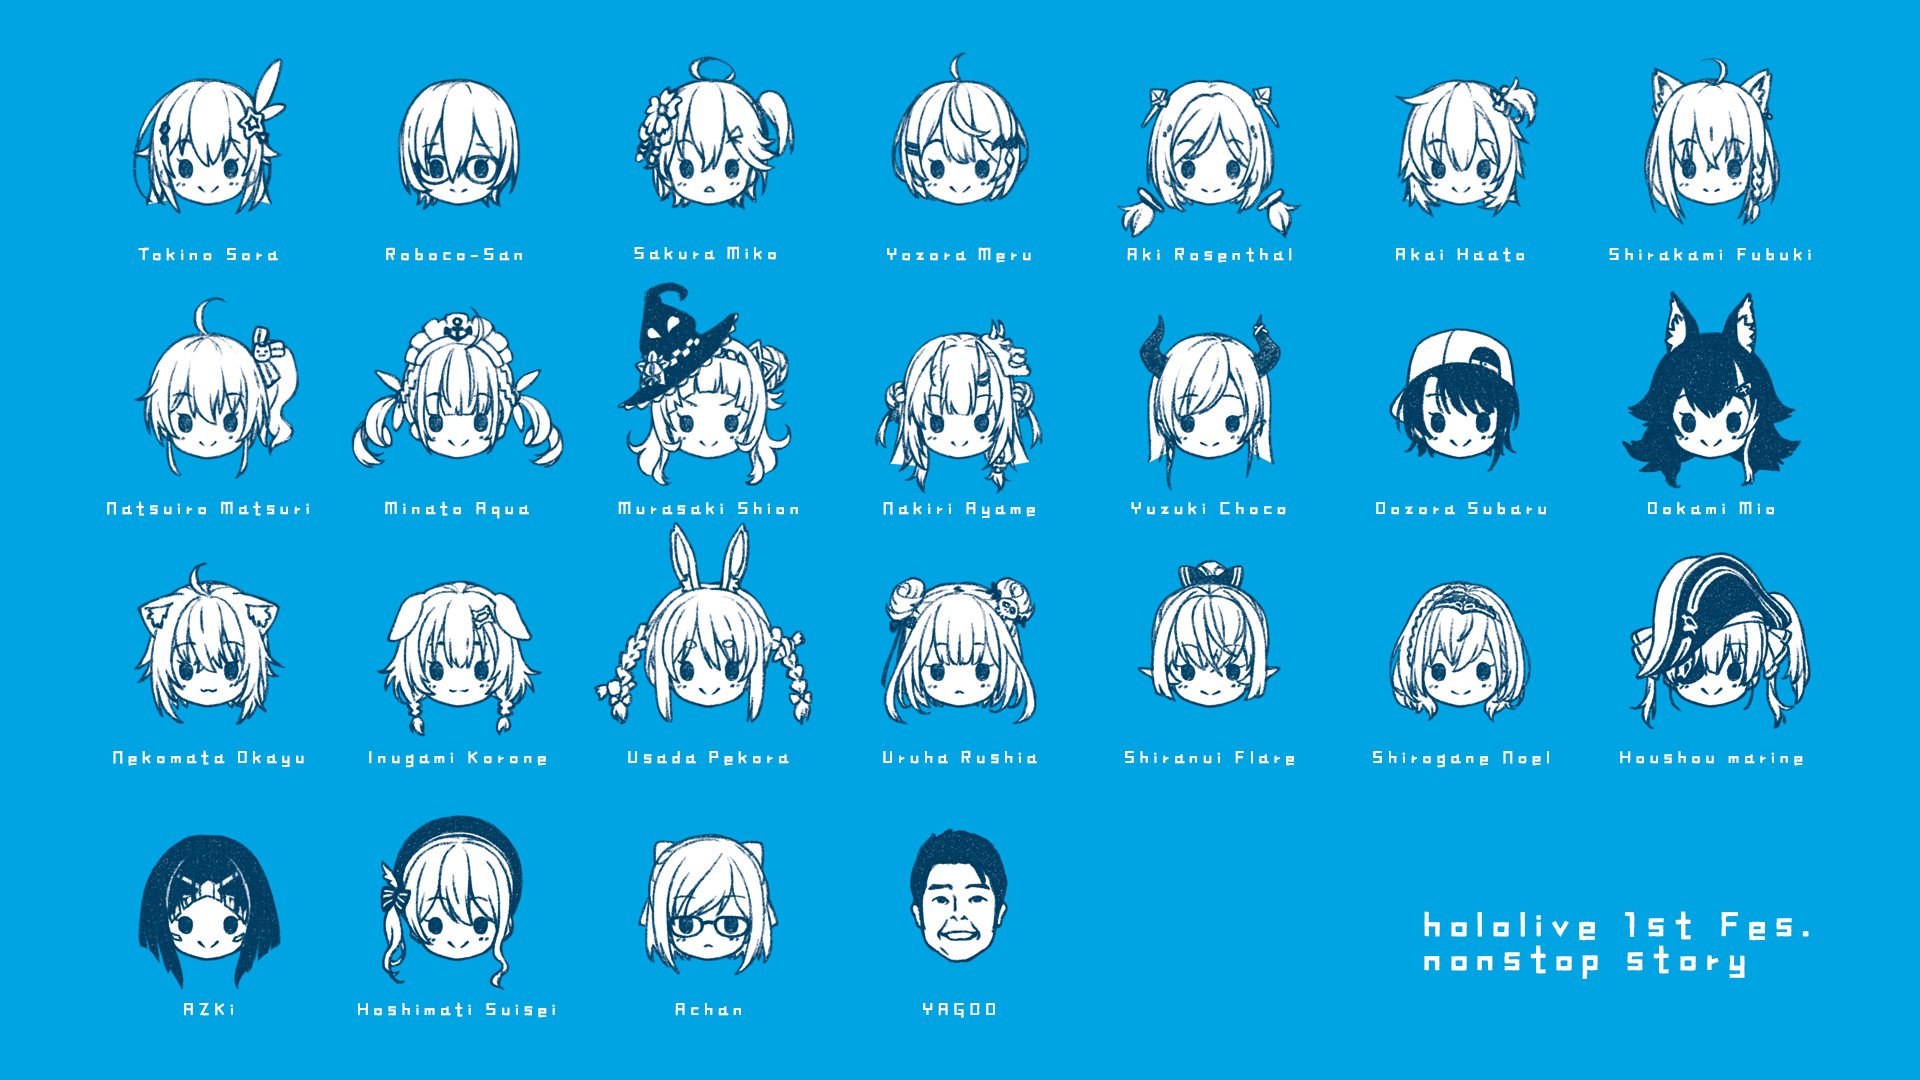 Tokino Sora
Roboco-San
Sakura Miko
Yozora Meru
Aki Rosenthal
Akai Haato
Shirakami Fubuki
Natsuiro Matsuri
Minato Aqua
Murasaki Shion
Nakiri Ayame
Yuzuki Choco
Oozora Subaru
Ookami Mio
Nekomata Okayu
Inugami Korone
Usada Pekora
Uruha Rushia
Shiranui Flare
Shirogane Noel
Houshou marine
AZKi
Hoshimati Suisei
Achan
YAGOO
hololive 1st Fes.
nonstop story